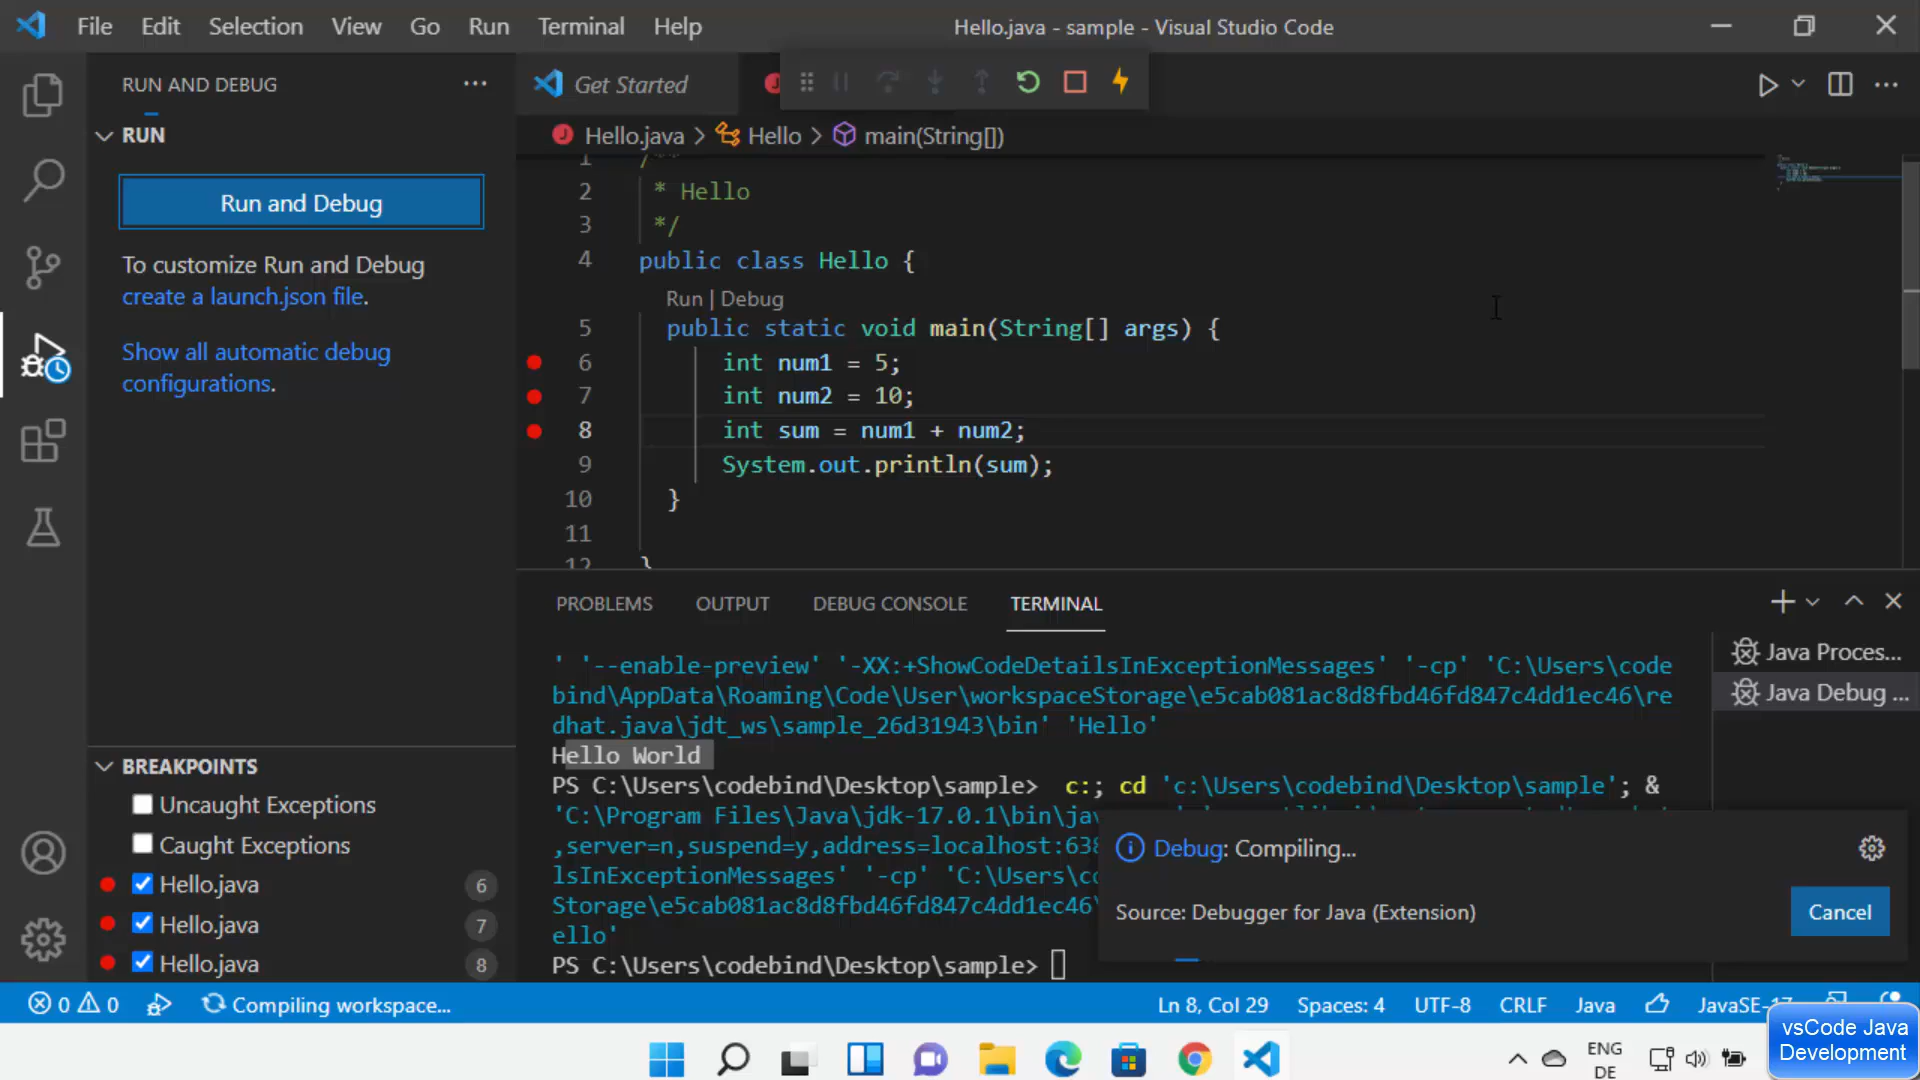 File Edit Selection View Go Run Terminal Help
Hello.java - sample - Visual Studio Code
RUN AND DEBUG
RUN
Run and Debug
To customize Run and Debug
create a launch.json file.
Show all automatic debug
configurations.
BREAKPOINTS
Uncaught Exceptions
Caught Exceptions
Hello.java 6
Hello.java 7
Hello.java 8
Get Started
Hello.java > Hello > main(String[])
1 /**
2 * Hello
3 */
4 public class Hello {
Run | Debug
5 public static void main(String[] args) {
6 int num1 = 5;
7 int num2 = 10;
8 int sum = num1 + num2;
9 System.out.println(sum);
10 }
11
12 }
PROBLEMS OUTPUT DEBUG CONSOLE TERMINAL
' '--enable-preview' '-XX:+ShowCodeDetailsInExceptionMessages' '-cp' 'C:\Users\code
bind\AppData\Roaming\Code\User\workspaceStorage\e5cab081ac8d8fbd46fd847c4dd1ec46\re
dhat.java\jdt_ws\sample_26d31943\bin' 'Hello'
Hello World
PS C:\Users\codebind\Desktop\sample> c:; cd 'c:\Users\codebind\Desktop\sample'; &
'C:\Program Files\Java\jdk-17.0.1\bin\jav
,server=n,suspend=y,address=localhost:638
lsInExceptionMessages' '-cp' 'C:\Users\co
Storage\e5cab081ac8d8fbd46fd847c4dd1ec46\
ello'
PS C:\Users\codebind\Desktop\sample>
Java Proces...
Java Debug ...
Debug: Compiling...
Source: Debugger for Java (Extension)
Cancel
0 0 Compiling workspace...
Ln 8, Col 29 Spaces: 4 UTF-8 CRLF Java JavaSE-17
vsCode Java
Development
ENG
DE